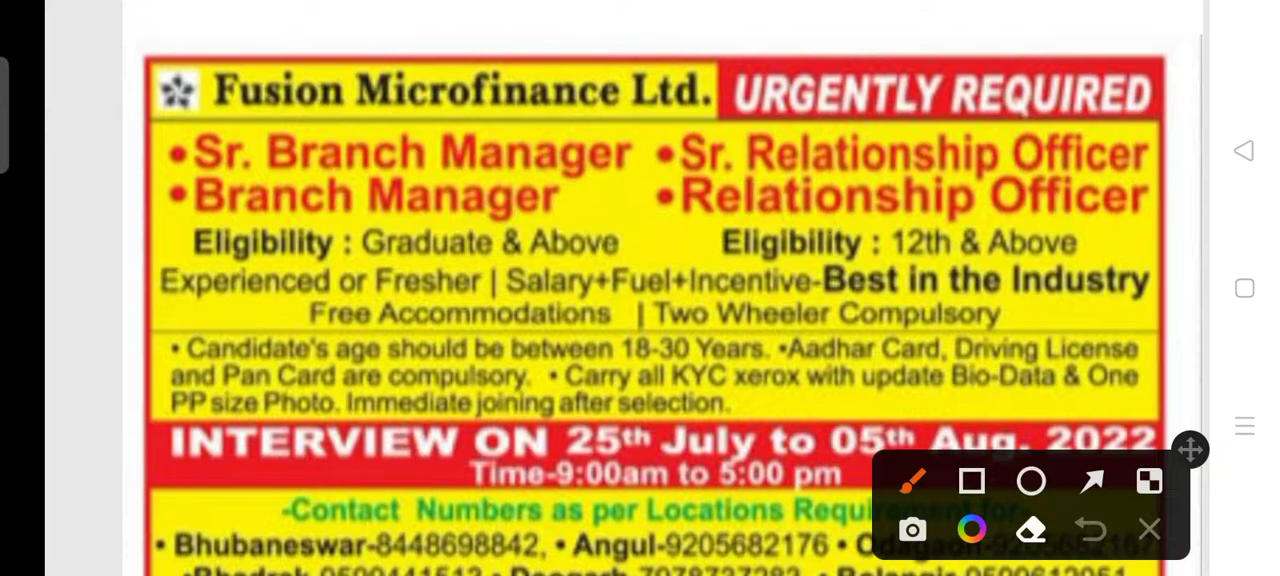 Fusion Microfinance Ltd. URGENTLY REQUIRED
•Sr. Branch Manager •Sr. Relationship Officer
•Branch Manager •Relationship Officer
Eligibility : Graduate & Above Eligibility : 12th & Above
Experienced or Fresher | Salary+Fuel+Incentive-Best in the Industry
Free Accommodations | Two Wheeler Compulsory
• Candidate's age should be between 18-30 Years. •Aadhar Card, Driving License
and Pan Card are compulsory. • Carry all KYC xerox with update Bio-Data & One
PP size Photo. Immediate joining after selection.
INTERVIEW ON 25th July to 05th Aug. 2022
Time-9:00am to 5:00 pm
-Contact Numbers as per Locations Requirement for-
• Bhubaneswar-8448698842, • Angul-9205682176 •